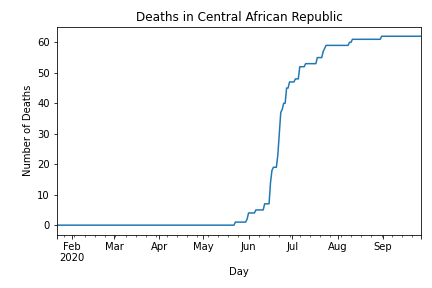 Deaths in Central African Republic
Number of Deaths
60
50
40
30
20
10
0
Feb Mar Apr May Jun Jul Aug Sep
2020
Day